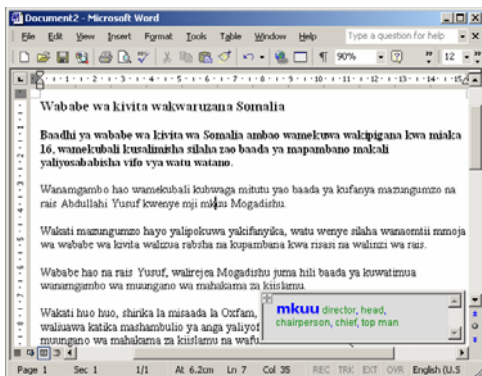 Document2 - Microsoft Word
File Edit View Insert Format Tools Table Window Help Type a question for help
90% 12
Wababe wa kivita wakwaruzana Somalia
Baadhi ya wababe wa kivita wa Somalia ambao wamekuwa wakipigana kwa miaka
16, wamekubali kusalimisha silaha zao baada ya mapambano makali
yaliyosababisha vifo vya watu watano.
Wanamgambo hao wamekubali kubwaga mitutu yao baada ya kufanya mazungumzo na
rais Abdullahi Yusuf kwenye mji mkuu Mogadishu.
Wakati mazungumzo hayo yalipokuwa yakifanyika, watu wenye silaha wanaomtii mmoja
wa wababe wa kivita walizua rabsha na kupambana kwa risasi na walinzi wa rais.
Wababe hao na rais Yusuf, walirejea Mogadishu juma hili baada ya kuwatimua
wanamgambo wa muungano wa mahakama za kiislamu.
Wakati huo huo, shirika la misaada la Oxfam,
waliuawa katika mashambulio ya anga yaliyof
muungano wa mahakama za kiislamu na wafu
mkuu director, head,
chairperson, chief, top man
Page 1 Sec 1 1/1 At 6.2cm Ln 7 Col 35 REC TRK EXT OVR English (U.S